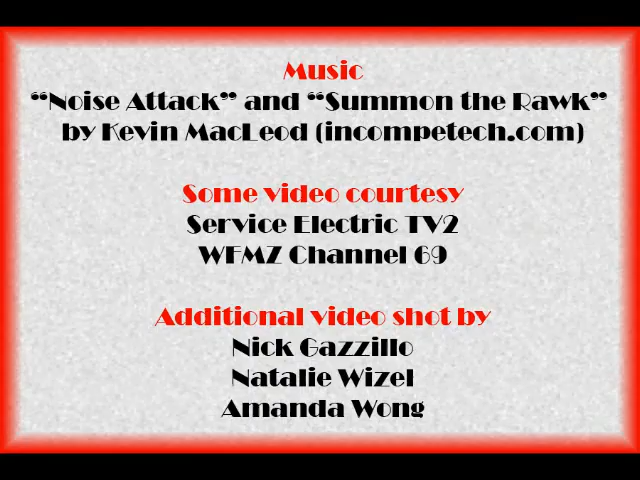 Music
“Noise Attack” and “Summon the Rawk”
by Kevin MacLeod (incompetech.com)
Some video courtesy
Service Electric TV2
WFMZ Channel 69
Additional video shot by
Nick Gazzillo
Natalie Wizel
Amanda Wong